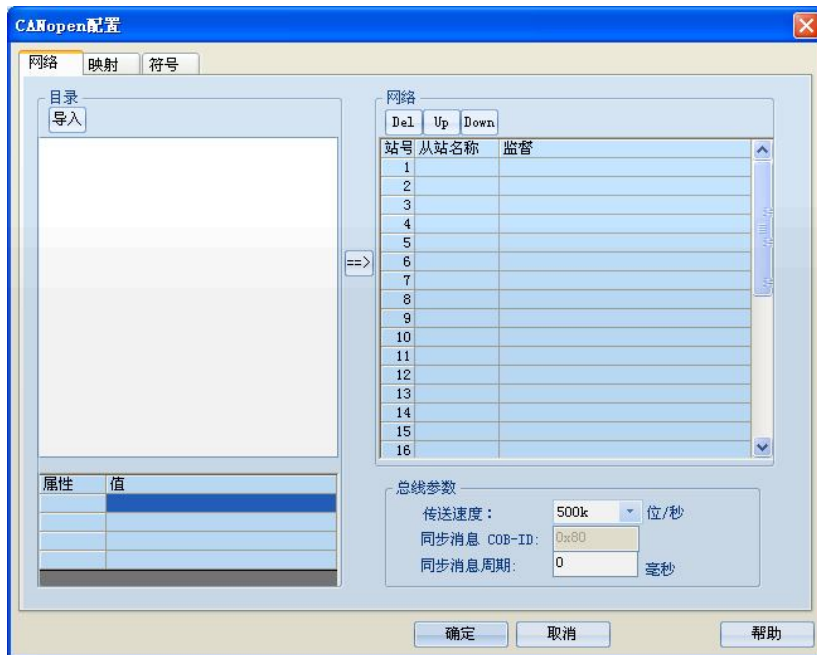 CANopen配置
网络 映射 符号
目录
导入
==>
属性 值
网络
Del Up Down
站号 从站名称 监督
1
2
3
4
5
6
7
8
9
10
11
12
13
14
15
16
总线参数
传送速度： 500k 位/秒
同步消息 COB-ID: 0x80
同步消息周期: 0 毫秒
确定 取消 帮助